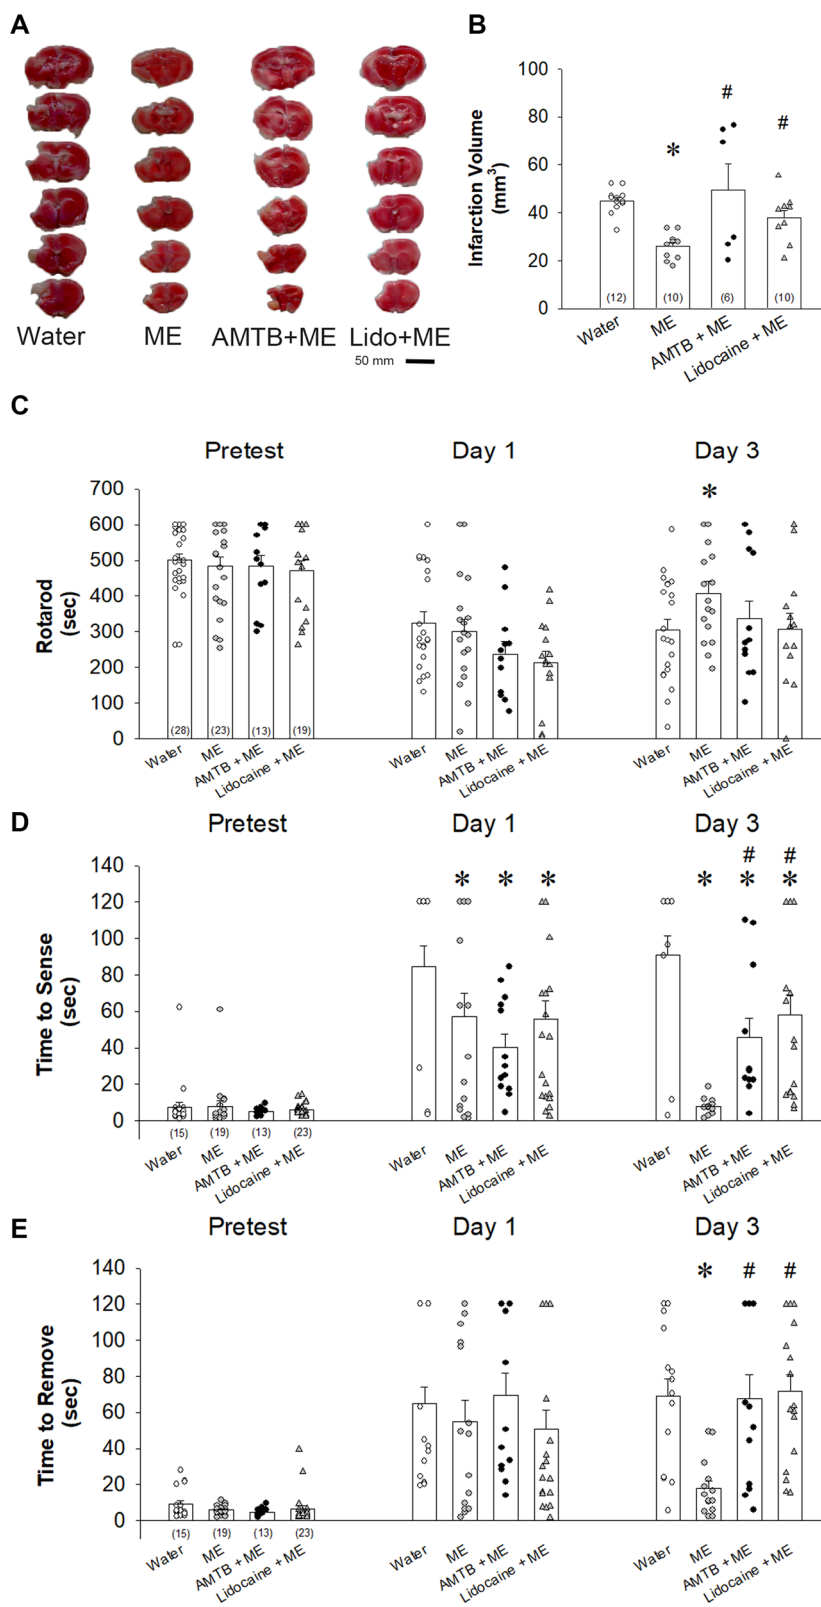 A
B
Water ME AMTB+ME Lido+ME
50 mm
Infarction Volume
(mm³)
100
80
60
40
20
0
#
#
*
(12) (10) (6) (10)
Water ME AMTB + ME Lidocaine + ME
C
Pretest Day 1 Day 3
Rotarod
(sec)
700
600
500
400
300
200
100
0
*
(28) (23) (13) (19)
Water ME AMTB + ME Lidocaine + ME Water ME AMTB + ME Lidocaine + ME Water ME AMTB + ME Lidocaine + ME
D
Pretest Day 1 Day 3
Time to Sense
(sec)
140
120
100
80
60
40
20
0
# #
* * * * * *
(15) (19) (13) (23)
Water ME AMTB + ME Lidocaine + ME Water ME AMTB + ME Lidocaine + ME Water ME AMTB + ME Lidocaine + ME
E
Pretest Day 1 Day 3
Time to Remove
(sec)
140
120
100
80
60
40
20
0
* # #
(15) (19) (13) (23)
Water ME AMTB + ME Lidocaine + ME Water ME AMTB + ME Lidocaine + ME Water ME AMTB + ME Lidocaine + ME